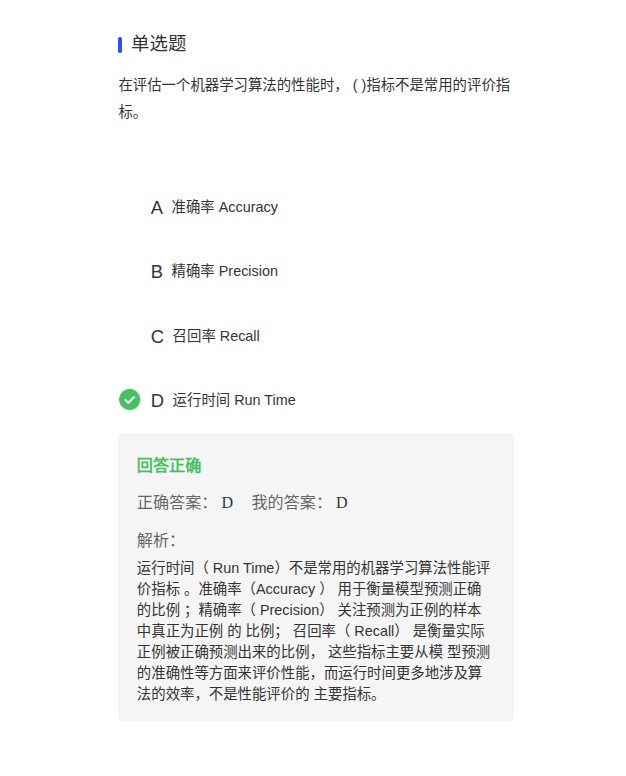 单选题
在评估一个机器学习算法的性能时， ( )指标不是常用的评价指
标。
A 准确率 Accuracy
B 精确率 Precision
C 召回率 Recall
D 运行时间 Run Time
回答正确
正确答案： D 我的答案： D
解析：
运行时间（ Run Time）不是常用的机器学习算法性能评
价指标 。准确率（Accuracy ） 用于衡量模型预测正确
的比例 ；精确率（ Precision） 关注预测为正例的样本
中真正为正例 的 比例； 召回率（ Recall） 是衡量实际
正例被正确预测出来的比例， 这些指标主要从模 型预测
的准确性等方面来评价性能，而运行时间更多地涉及算
法的效率，不是性能评价的 主要指标。